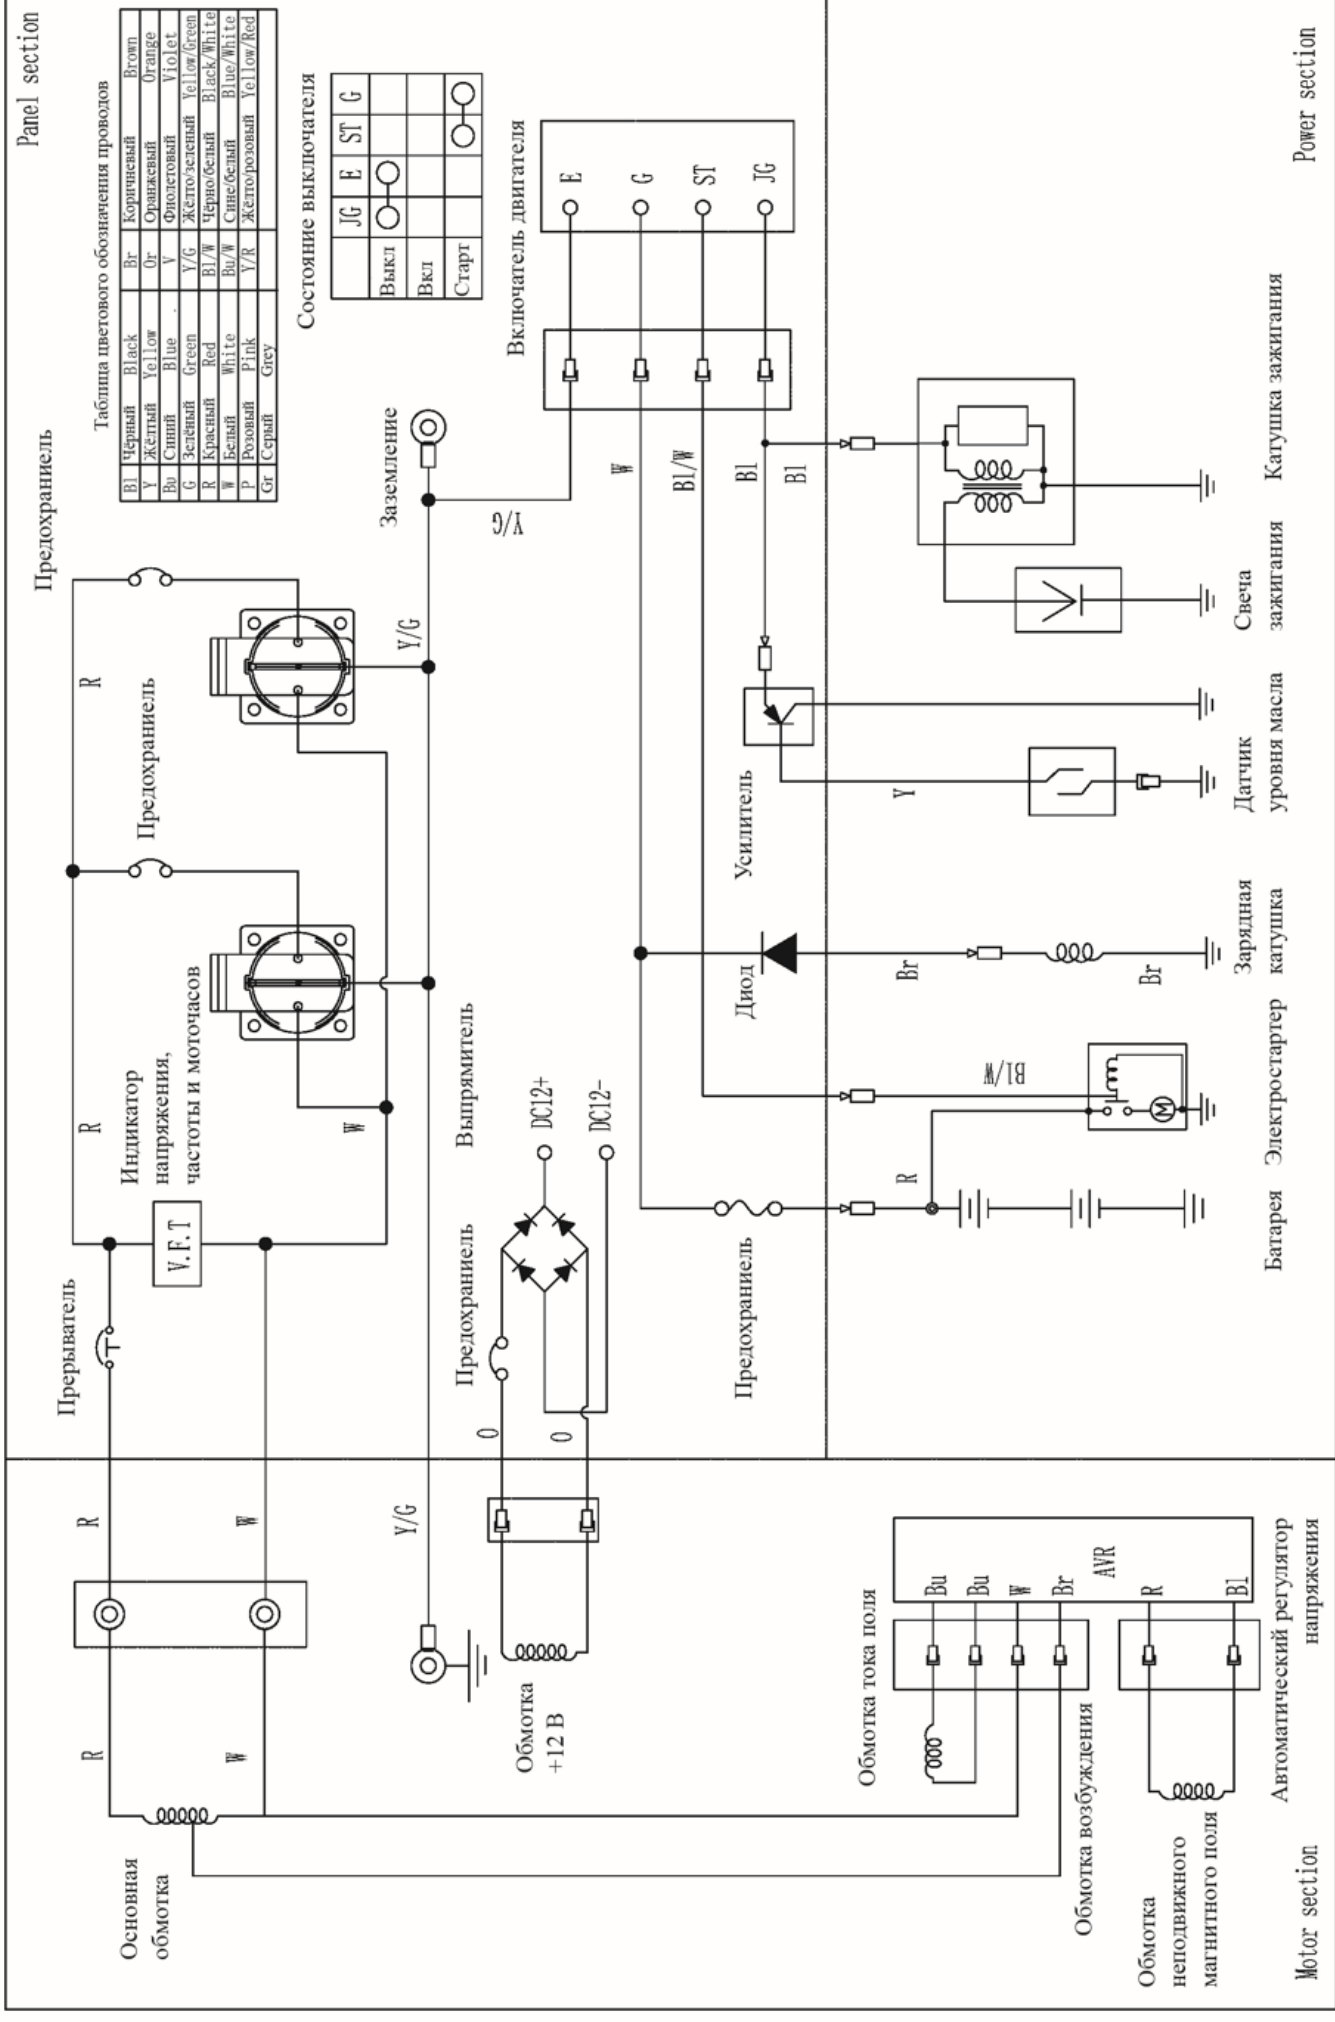 Panel section
Таблица цветового обозначения проводов
Bl Чёрный Black Br Коричневый Brown
Y Жёлтый Yellow Or Оранжевый Orange
Bu Синий Blue V Фиолетовый Violet
G Зелёный Green Y/G Жёлто/зеленый Yellow/Green
R Красный Red Bl/W Чёрно/белый Black/White
W Белый White Bu/W Сине/белый Blue/White
P Розовый Pink Y/R Жёлто/розовый Yellow/Red
Gr Серый Grey
Состояние выключателя
JG E ST G
Выкл
Вкл
Старт
Предохраниель
Предохраниель
Прерыватель
R
R
R
R
V.F.T
Индикатор
напряжения,
частоты и моточасов
Основная
обмотка
W
W
W
Заземление
Y/G
Y/G
Y/G
Обмотка
+12 В
O
O
Предохраниель
Выпрямитель
DC12+
DC12-
Включатель двигателя
E
G
ST
JG
W
Bl/W
Bl
Bl
Предохраниель
Диод
Усилитель
Br
Br
Y
R
Bl/W
M
Батарея
Электростартер
Зарядная
катушка
Датчик
уровня масла
Свеча
зажигания
Катушка зажигания
Power section
Обмотка тока поля
Обмотка возбуждения
Обмотка
неподвижного
магнитного поля
Bu
Bu
W
Br
AVR
R
Bl
Автоматический регулятор
напряжения
Motor section